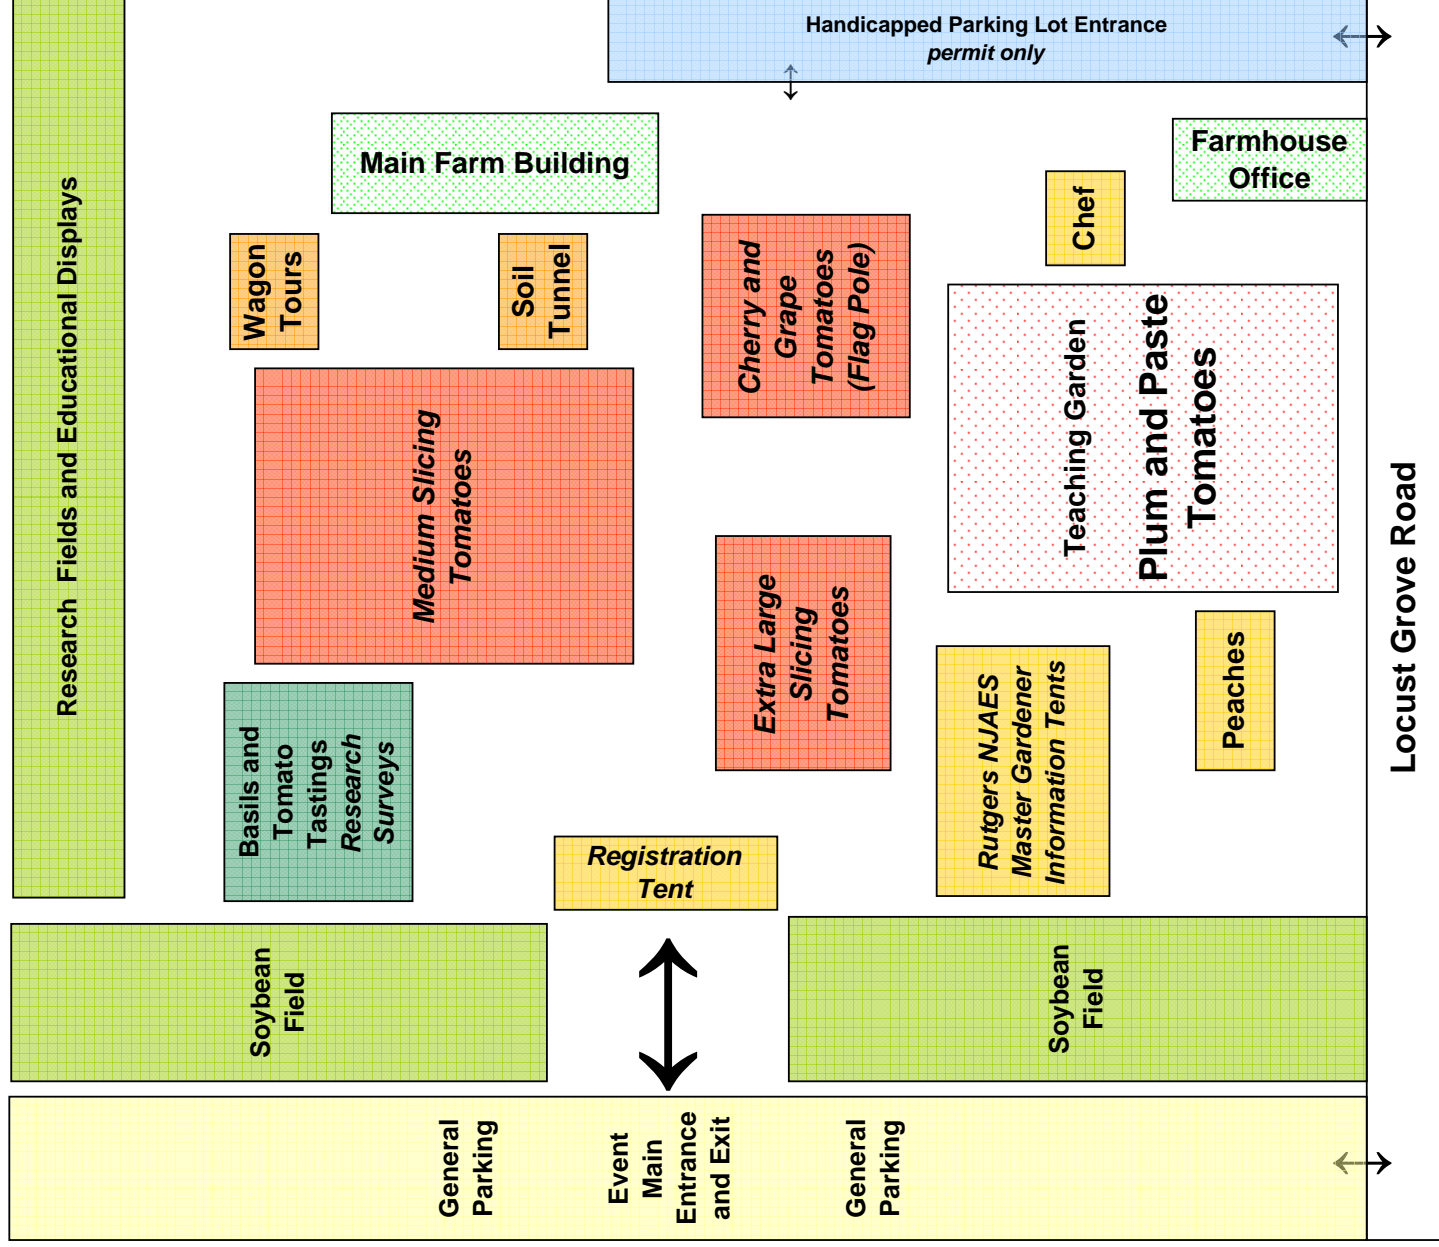 Handicapped Parking Lot Entrance
permit only
Main Farm Building
Farmhouse
Office
Chef
Wagon
Tours
Soil
Tunnel
Cherry and
Grape
Tomatoes
(Flag Pole)
Research Fields and Educational Displays
Medium Slicing
Tomatoes
Teaching Garden
Plum and Paste
Tomatoes
Locust Grove Road
Extra Large
Slicing
Tomatoes
Peaches
Basils and
Tomato
Tastings
Research
Surveys
Rutgers NJAES
Master Gardener
Information Tents
Registration
Tent
Soybean
Field
Soybean
Field
General
Parking
Event
Main
Entrance
and Exit
General
Parking